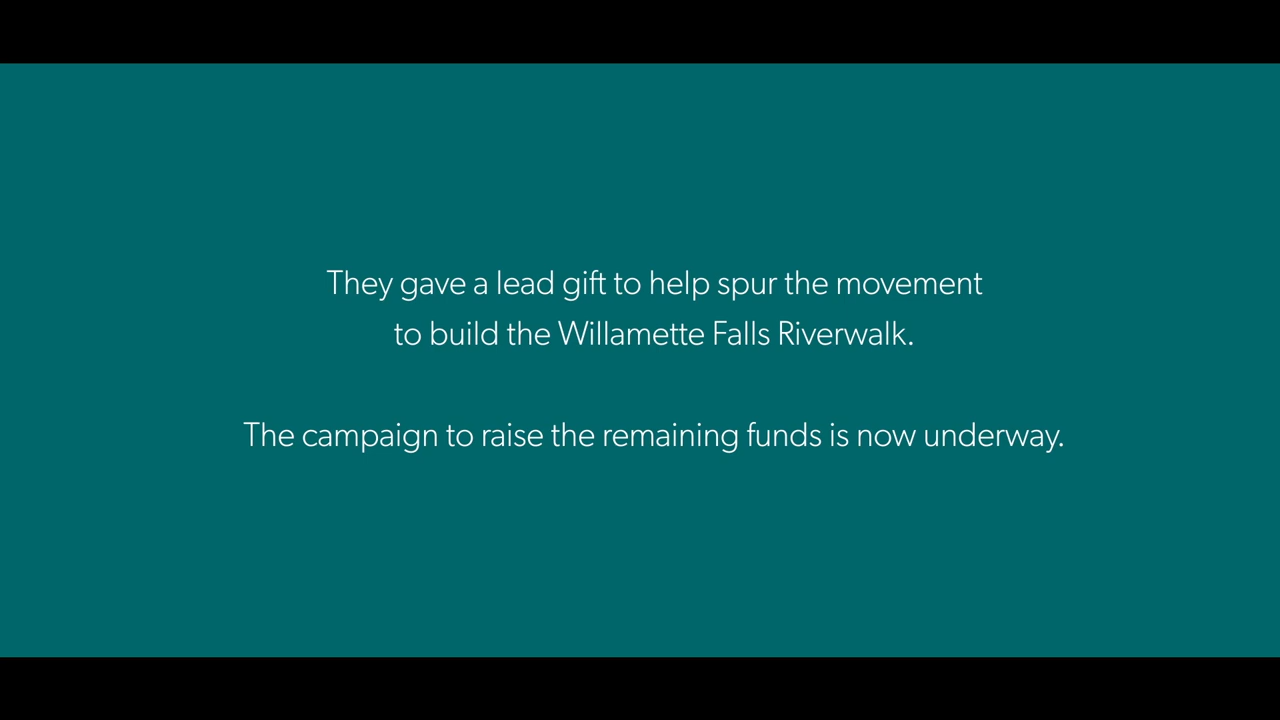 They gave a lead gift to help spur the movement
to build the Willamette Falls Riverwalk.
The campaign to raise the remaining funds is now underway.